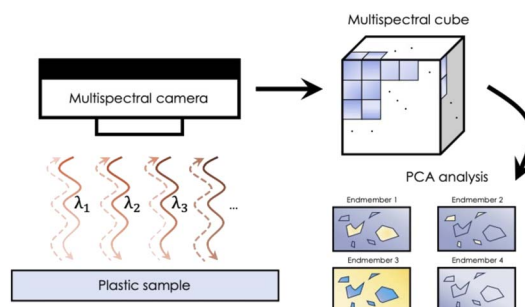 Multispectral cube
Multispectral camera
λ1 λ2 λ3 ...
PCA analysis
Endmember 1 Endmember 2
Endmember 3 Endmember 4
Plastic sample